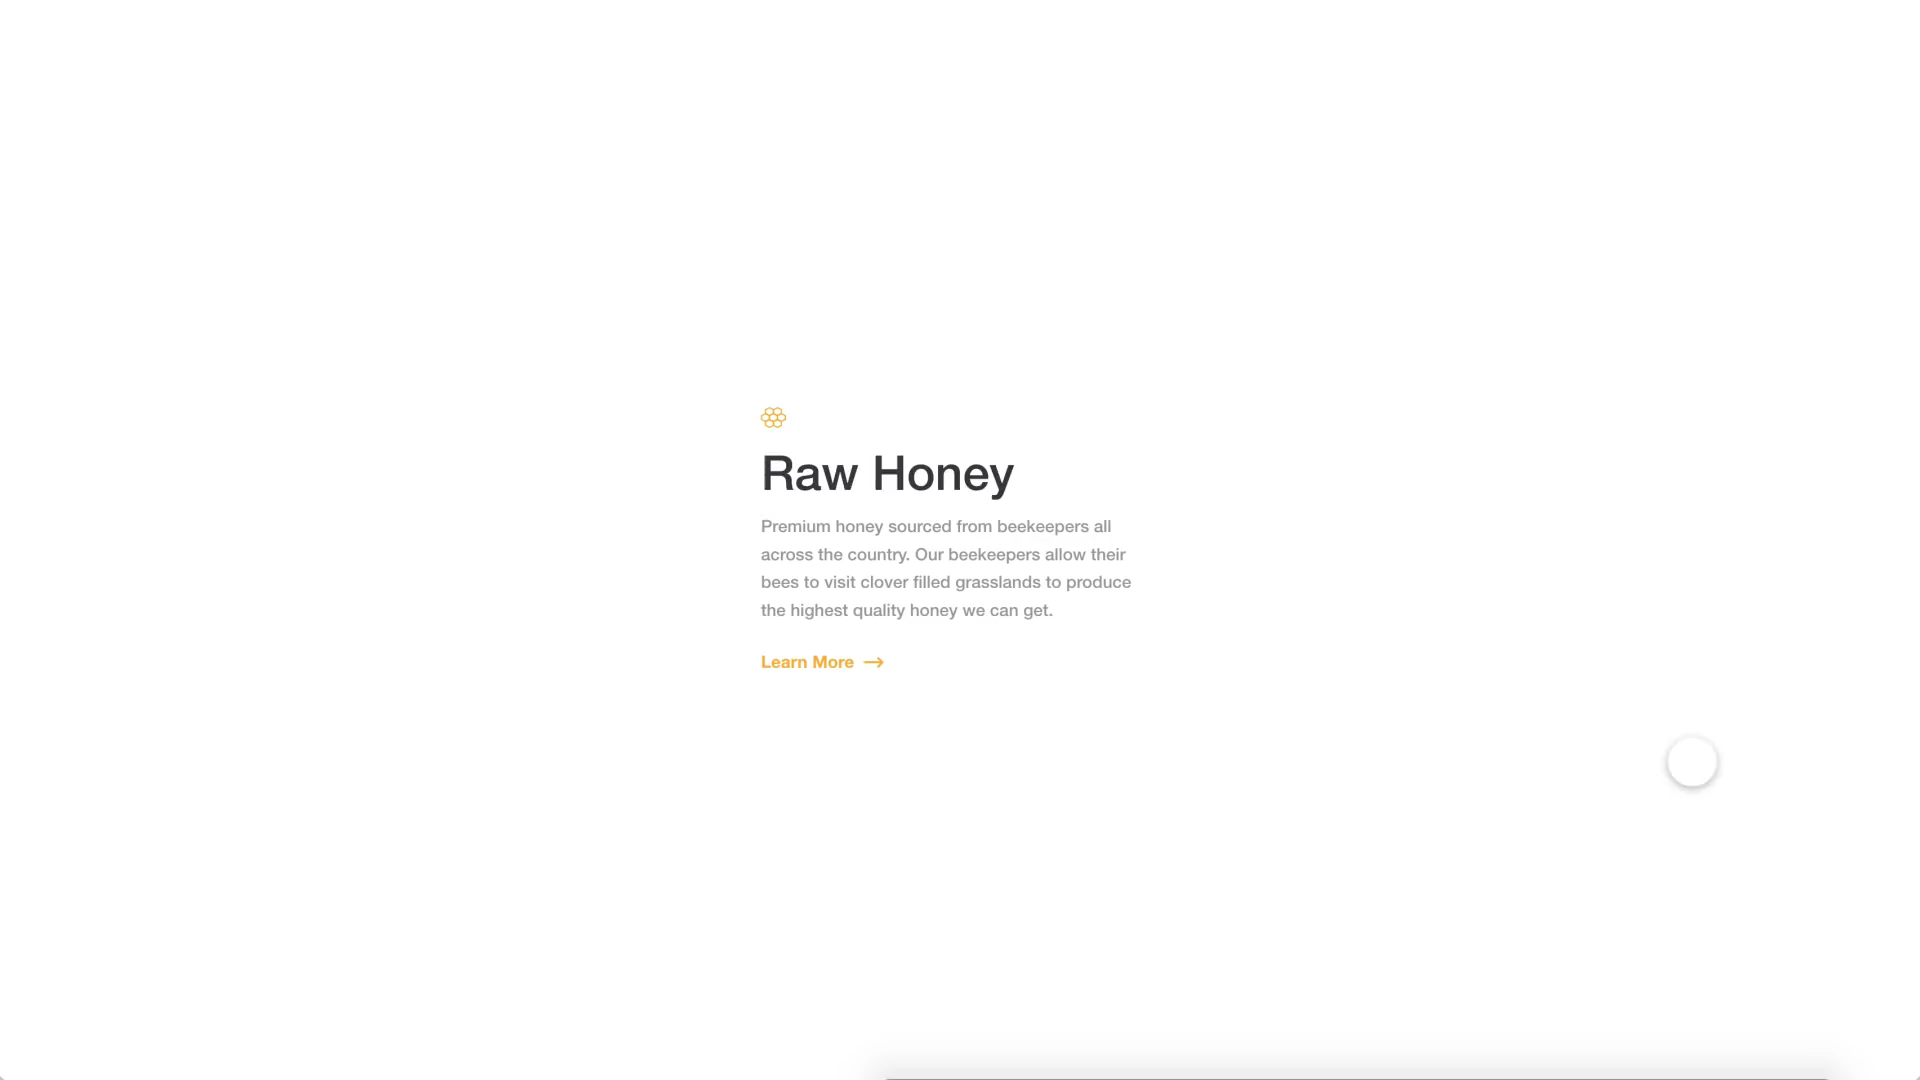 Raw Honey
Premium honey sourced from beekeepers all
across the country. Our beekeepers allow their
bees to visit clover filled grasslands to produce
the highest quality honey we can get.
Learn More